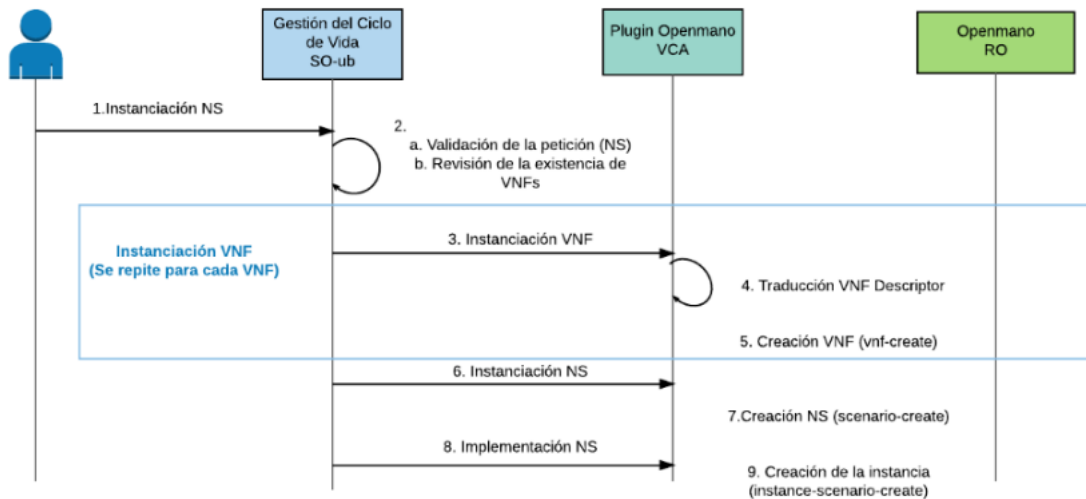 Gestión del Ciclo
de Vida
SO-ub
Plugin Openmano
VCA
Openmano
RO
1.Instanciación NS
2.
a. Validación de la petición (NS)
b. Revisión de la existencia de
VNFs
Instanciación VNF
(Se repite para cada VNF)
3. Instanciación VNF
4. Traducción VNF Descriptor
5. Creación VNF (vnf-create)
6. Instanciación NS
7.Creación NS (scenario-create)
8. Implementación NS
9. Creación de la instancia
(instance-scenario-create)